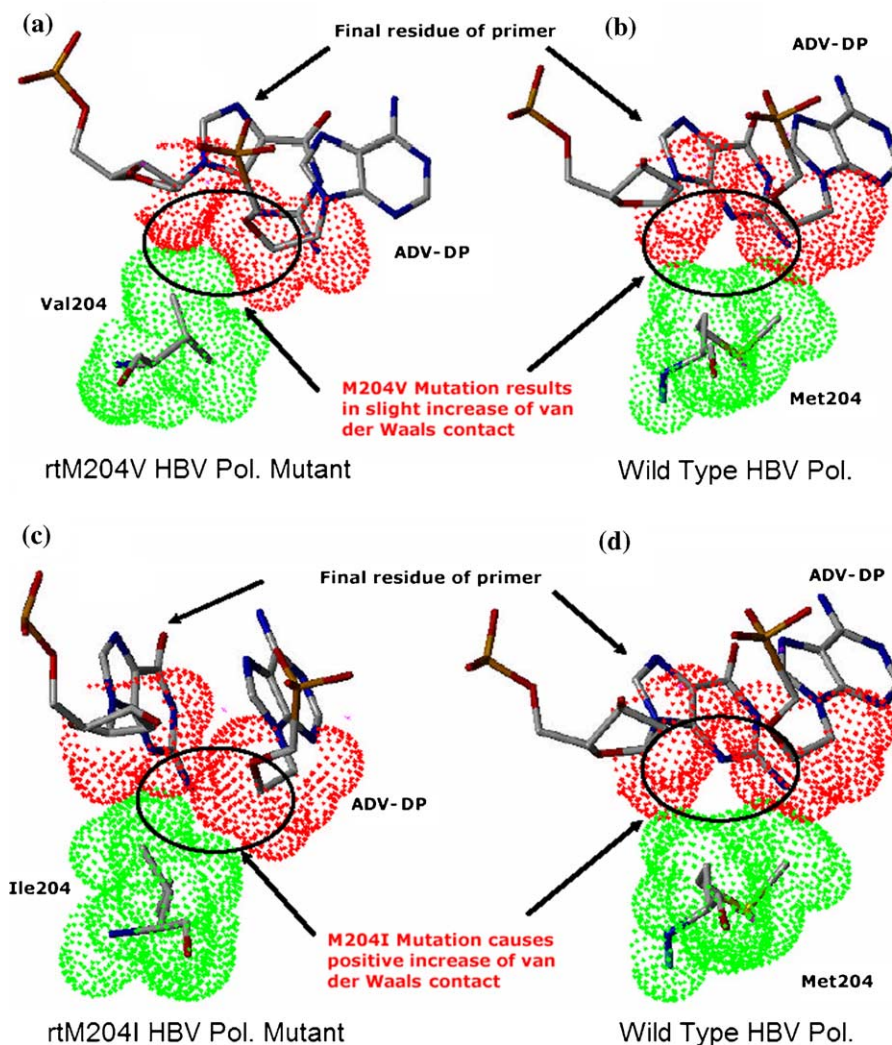 (a)
Final residue of primer
(b)
ADV-DP
ADV-DP
Val204
M204V Mutation results
in slight increase of van
der Waals contact
Met204
rtM204V HBV Pol. Mutant
Wild Type HBV Pol.
(c)
Final residue of primer
(d)
ADV-DP
ADV-DP
Ile204
M204I Mutation causes
positive increase of van
der Waals contact
Met204
rtM204I HBV Pol. Mutant
Wild Type HBV Pol.